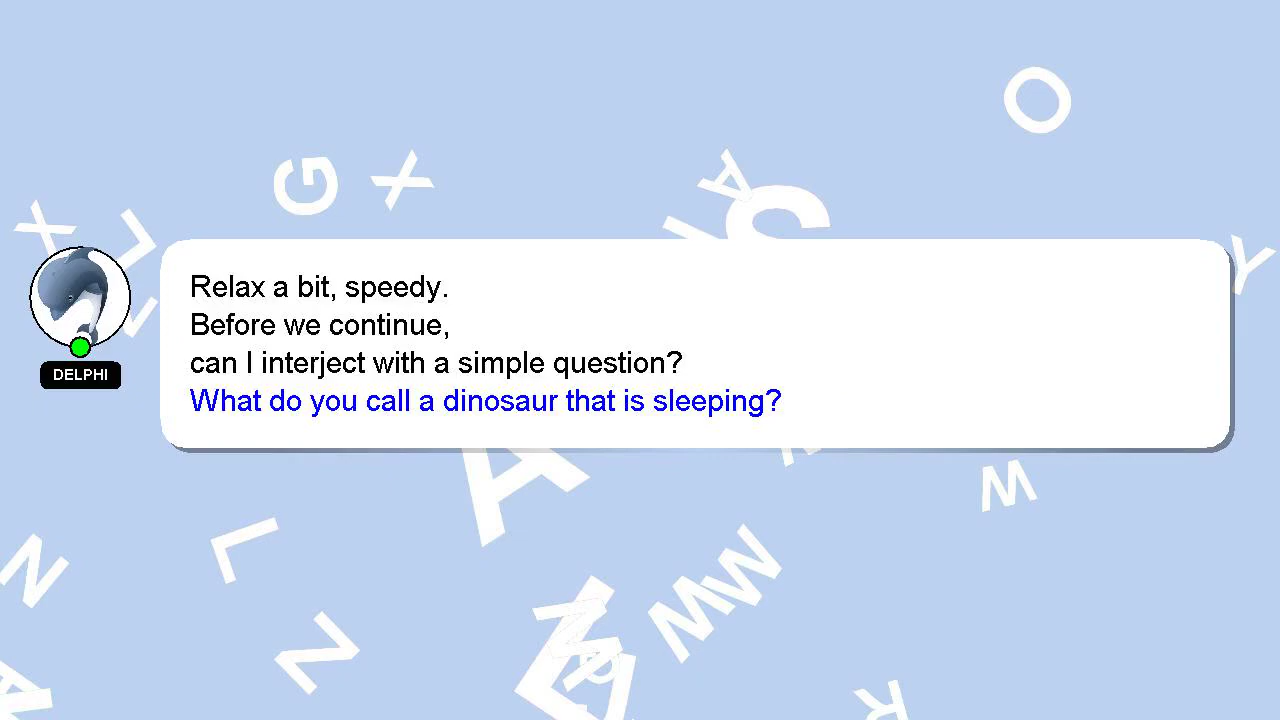 Relax a bit, speedy.
Before we continue,
can I interject with a simple question?
What do you call a dinosaur that is sleeping?
DELPHI
O
G
X
A
X
L
Y
A
W
L
N
Z
W
W
R